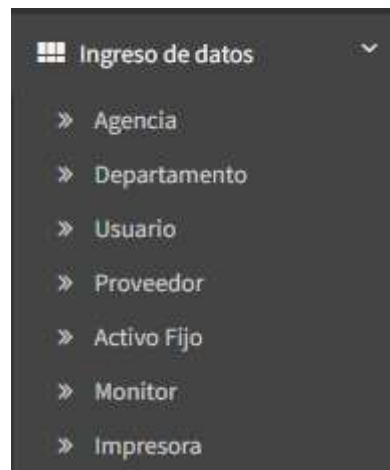 Ingreso de datos
Agencia
Departamento
Usuario
Proveedor
Activo Fijo
Monitor
Impresora